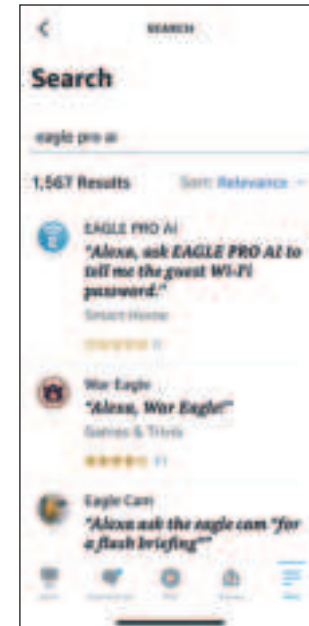 SEARCH
Search
eagle pro ai
1,567 Results Sort: Relevance
EAGLE PRO AI
"Alexa, ask EAGLE PRO AI to
tell me the guest Wi-Fi
password."
Smart Home
War Eagle
"Alexa, War Eagle!"
Games & Trivia
Eagle Cam
"Alexa ask the eagle cam "for
a flash briefing""